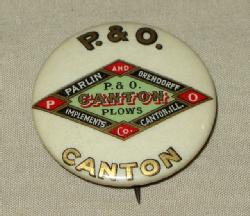 P. & O.
PARLIN AND ORENDORFF
P
P. & O.
CANTON
PLOWS
O
IMPLEMENTS Co. CANTON, ILL.
CANTON